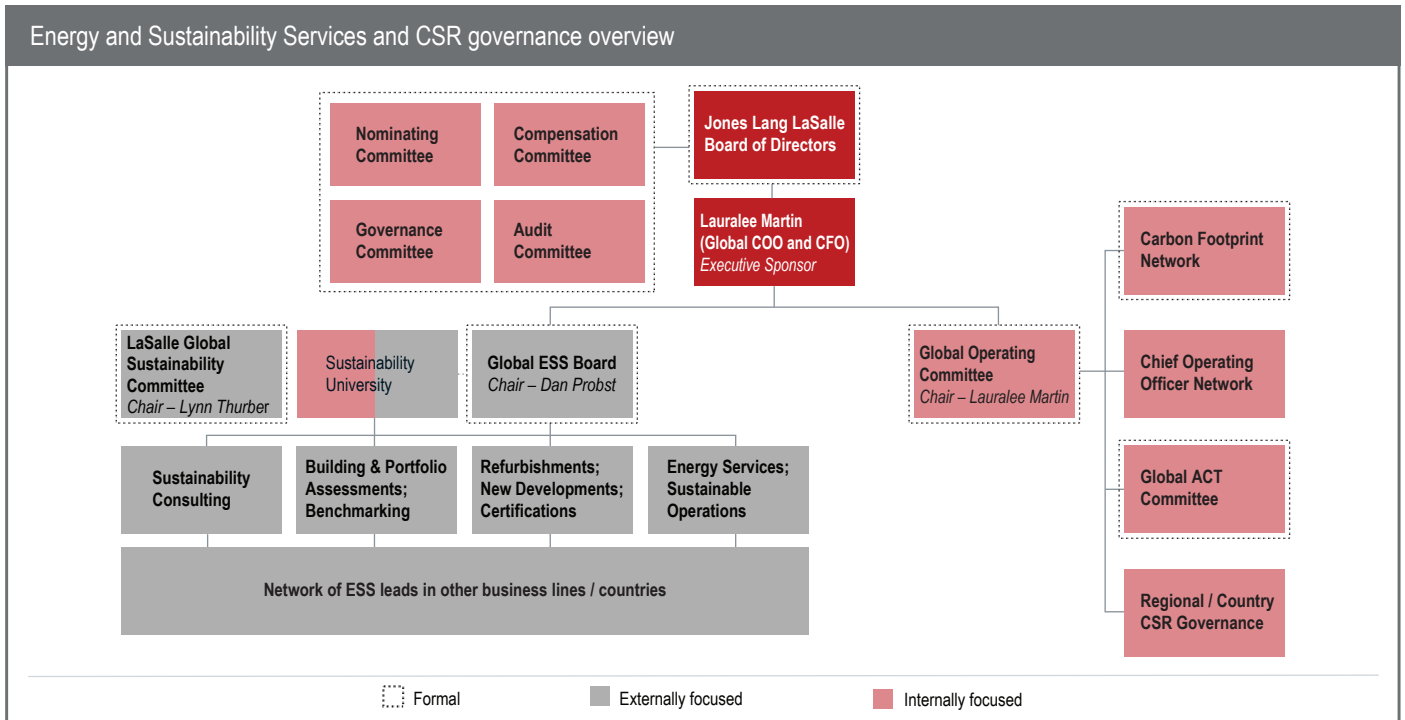 Energy and Sustainability Services and CSR governance overview
Nominating
Committee
Compensation
Committee
Governance
Committee
Audit
Committee
Jones Lang LaSalle
Board of Directors
Lauralee Martin
(Global COO and CFO)
Executive Sponsor
LaSalle Global
Sustainability
Committee
Chair – Lynn Thurber
Sustainability
University
Global ESS Board
Chair – Dan Probst
Global Operating
Committee
Chair – Lauralee Martin
Carbon Footprint
Network
Chief Operating
Officer Network
Global ACT
Committee
Regional / Country
CSR Governance
Sustainability
Consulting
Building & Portfolio
Assessments;
Benchmarking
Refurbishments;
New Developments;
Certifications
Energy Services;
Sustainable
Operations
Network of ESS leads in other business lines / countries
Formal
Externally focused
Internally focused